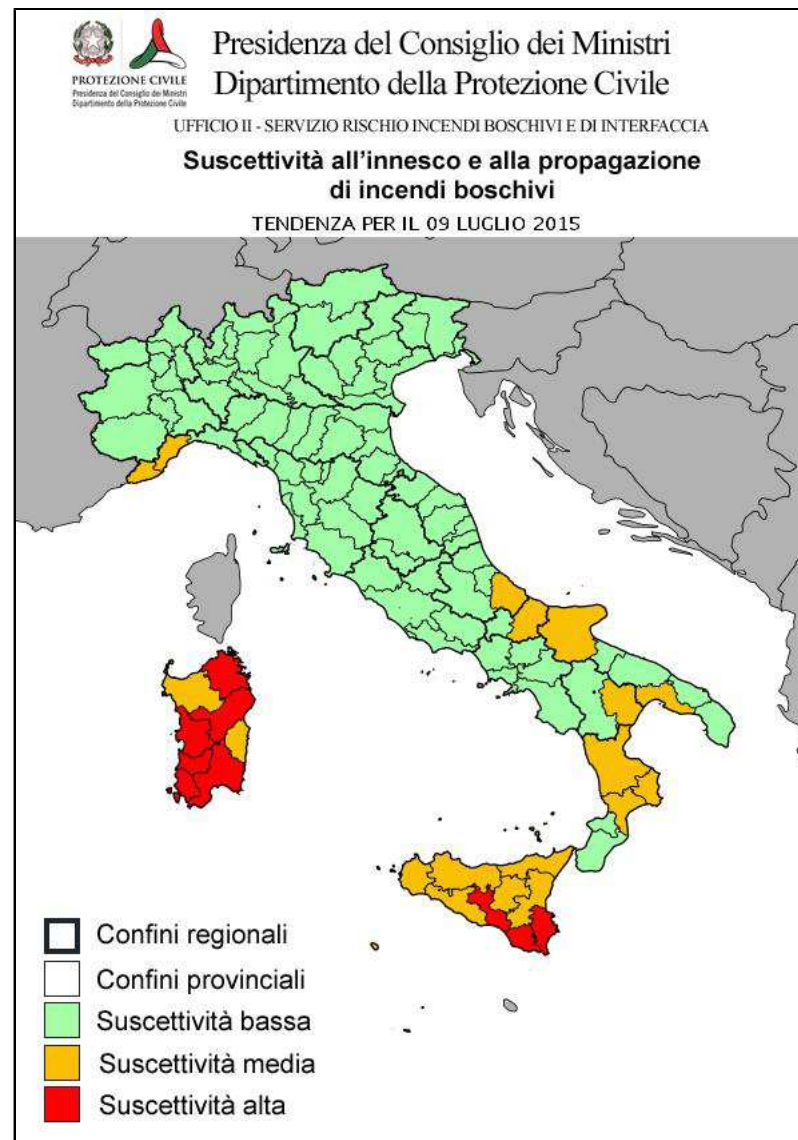 PROTEZIONE CIVILE
Presidenza del Consiglio dei Ministri
Dipartimento della Protezione Civile
Presidenza del Consiglio dei Ministri
Dipartimento della Protezione Civile
UFFICIO II - SERVIZIO RISCHIO INCENDI BOSCHIVI E DI INTERFACCIA
Suscettività all'innesco e alla propagazione
di incendi boschivi
TENDENZA PER IL 09 LUGLIO 2015
Confini regionali
Confini provinciali
Suscettività bassa
Suscettività media
Suscettività alta